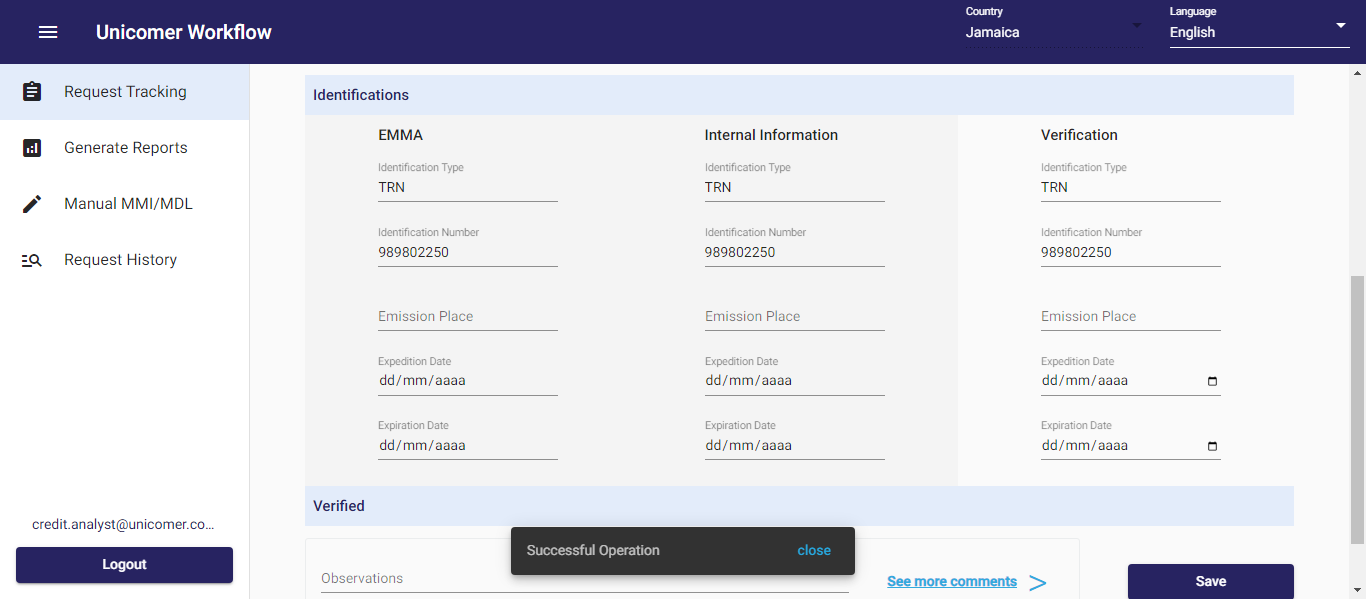 Unicomer Workflow
Country
Jamaica
Language
English
Request Tracking
Generate Reports
Manual MMI/MDL
Request History
credit.analyst@unicomer.co...
Logout
Identifications
EMMA
Internal Information
Verification
Identification Type
Identification Type
Identification Type
TRN
TRN
TRN
Identification Number
Identification Number
Identification Number
989802250
989802250
989802250
Emission Place
Emission Place
Emission Place
Expedition Date
Expedition Date
Expedition Date
dd/mm/aaaa
dd/mm/aaaa
dd/mm/aaaa
Expiration Date
Expiration Date
Expiration Date
dd/mm/aaaa
dd/mm/aaaa
dd/mm/aaaa
Verified
Successful Operation
close
Observations
See more comments
Save